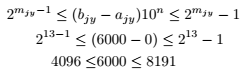 2^{m_{jy}-1} ≤ (b_{jy} − a_{jy})10^n ≤ 2^{m_{jy}} − 1
2^{13−1} ≤ (6000 − 0) ≤ 2^{13} − 1
4096 ≤6000 ≤ 8191